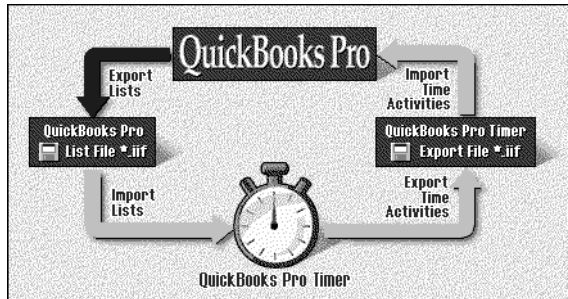 QuickBooks Pro
Export
Lists
Import
Time
Activities
QuickBooks Pro
List File *.iif
QuickBooks Pro Timer
Export File *.iif
Import
Lists
Export
Time
Activities
QuickBooks Pro Timer